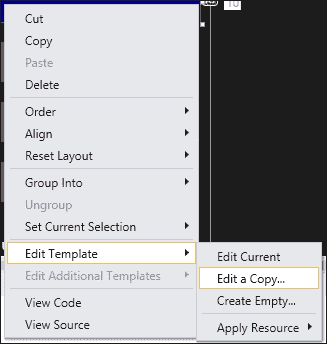 10
Cut
Copy
Paste
Delete
Order
Align
Reset Layout
Group Into
Ungroup
Set Current Selection
Edit Template
Edit Additional Templates
View Code
View Source
Edit Current
Edit a Copy...
Create Empty...
Apply Resource